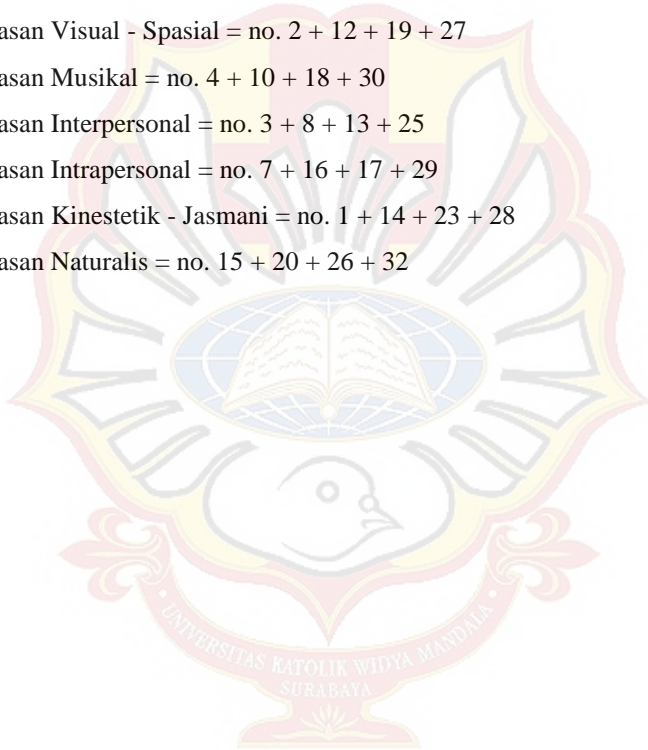 asan Visual - Spasial = no. 2 + 12 + 19 + 27
asan Musikal = no. 4 + 10 + 18 + 30
asan Interpersonal = no. 3 + 8 + 13 + 25
asan Intrapersonal = no. 7 + 16 + 17 + 29
asan Kinestetik - Jasmani = no. 1 + 14 + 23 + 28
asan Naturalis = no. 15 + 20 + 26 + 32
UNIVERSITAS KATOLIK WIDYA MANDALA
SURABAYA